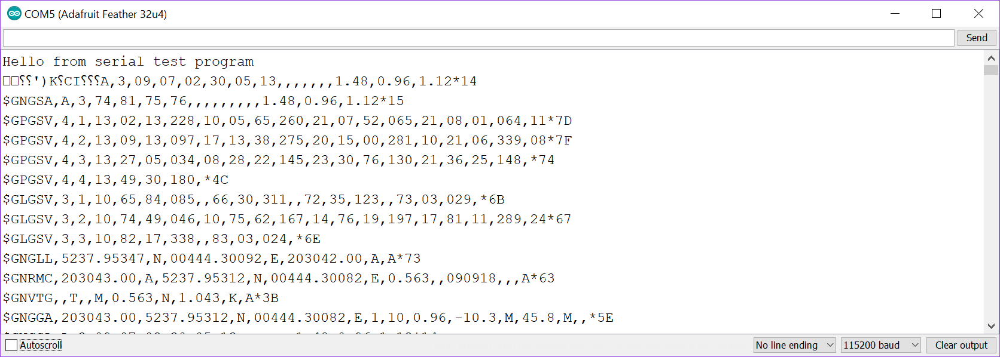 COM5 (Adafruit Feather 32u4)
Send
Hello from serial test program
□□⸮⸮')K⸮CI⸮⸮⸮A,3,09,07,02,30,05,13,,,,,,,1.48,0.96,1.12*14
$GNGSA,A,3,74,81,75,76,,,,,,,,,1.48,0.96,1.12*15
$GPGSV,4,1,13,02,13,228,10,05,65,260,21,07,52,065,21,08,01,064,11*7D
$GPGSV,4,2,13,09,13,097,17,13,38,275,20,15,00,281,10,21,06,339,08*7F
$GPGSV,4,3,13,27,05,034,08,28,22,145,23,30,76,130,21,36,25,148,*74
$GPGSV,4,4,13,49,30,180,*4C
$GLGSV,3,1,10,65,84,085,,66,30,311,,72,35,123,,73,03,029,*6B
$GLGSV,3,2,10,74,49,046,10,75,62,167,14,76,19,197,17,81,11,289,24*67
$GLGSV,3,3,10,82,17,338,,83,03,024,*6E
$GNGLL,5237.95347,N,00444.30092,E,203042.00,A,A*73
$GNRMC,203043.00,A,5237.95312,N,00444.30082,E,0.563,,090918,,,A*63
$GNVTG,,T,,M,0.563,N,1.043,K,A*3B
$GNGGA,203043.00,5237.95312,N,00444.30082,E,1,10,0.96,-10.3,M,45.8,M,,*5E
Autoscroll
No line ending
115200 baud
Clear output